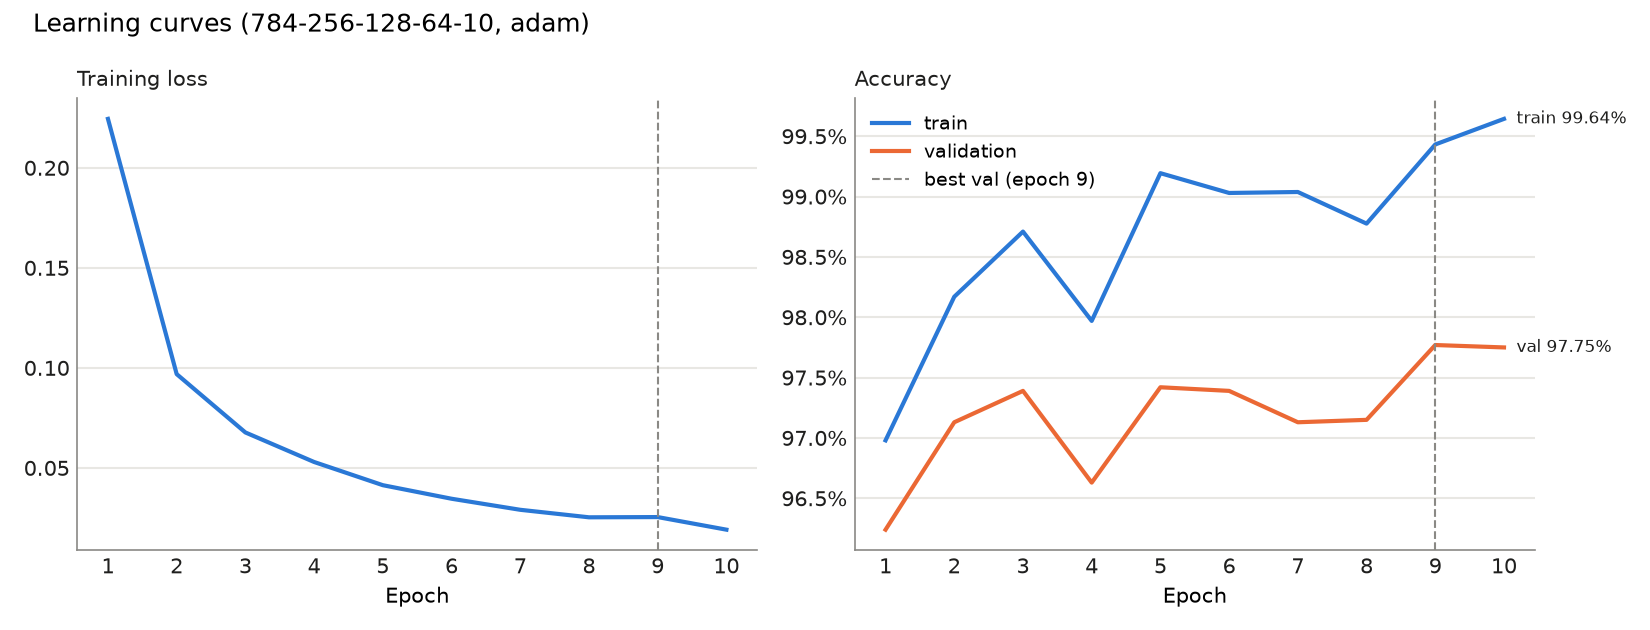 Learning curves (784-256-128-64-10, adam)
Training loss
0.20
0.15
0.10
0.05
1 2 3 4 5 6 7 8 9 10
Epoch
Accuracy
train
validation
best val (epoch 9)
99.5%
99.0%
98.5%
98.0%
97.5%
97.0%
96.5%
train 99.64%
val 97.75%
1 2 3 4 5 6 7 8 9 10
Epoch